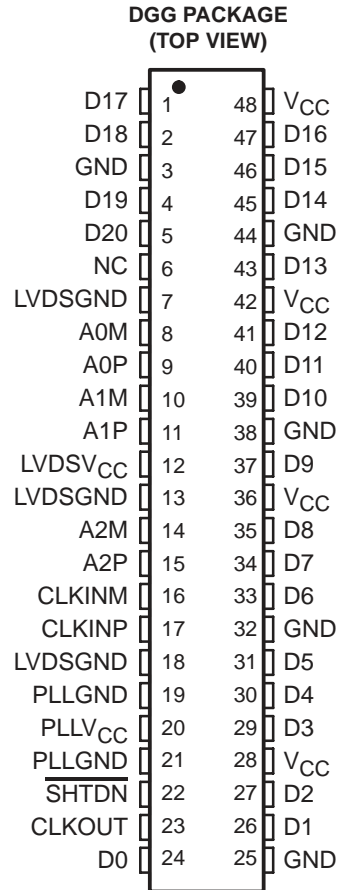 DGG PACKAGE
(TOP VIEW)
D17 1 48 VCC
D18 2 47 D16
GND 3 46 D15
D19 4 45 D14
D20 5 44 GND
NC 6 43 D13
LVDSGND 7 42 VCC
A0M 8 41 D12
A0P 9 40 D11
A1M 10 39 D10
A1P 11 38 GND
LVDSVCC 12 37 D9
LVDSGND 13 36 VCC
A2M 14 35 D8
A2P 15 34 D7
CLKINM 16 33 D6
CLKINP 17 32 GND
LVDSGND 18 31 D5
PLLGND 19 30 D4
PLLVCC 20 29 D3
PLLGND 21 28 VCC
SHTDN 22 27 D2
CLKOUT 23 26 D1
D0 24 25 GND